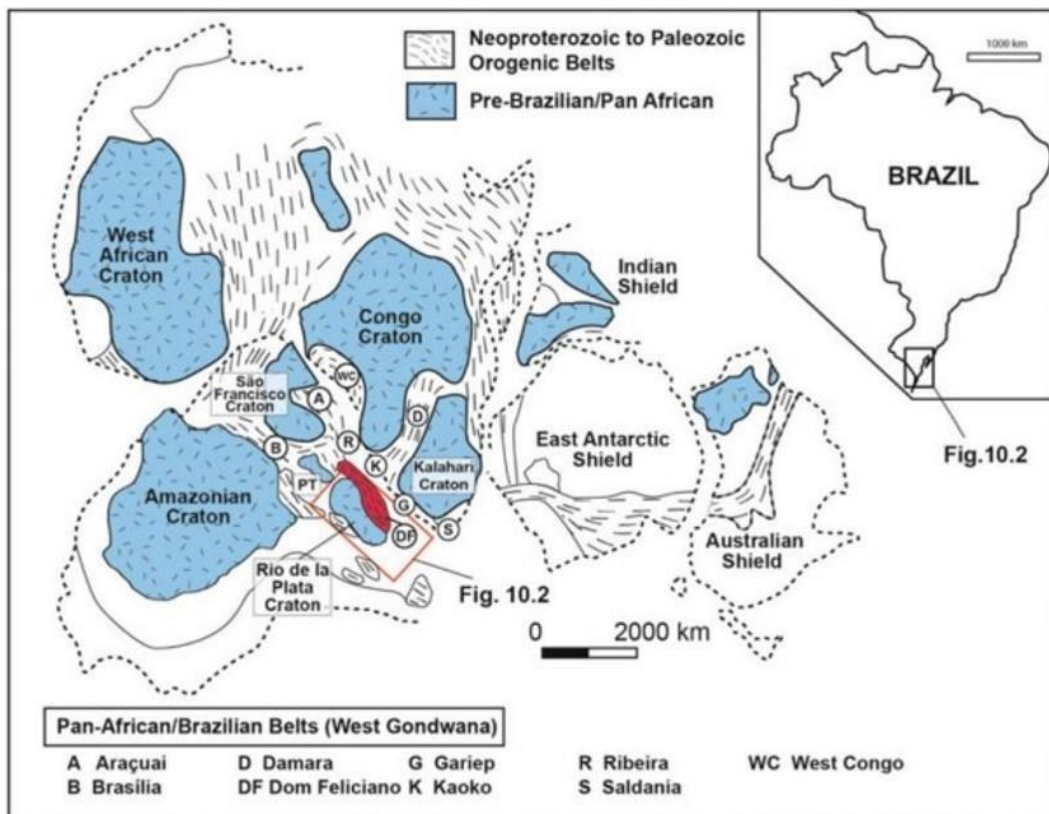 Neoproterozoic to Paleozoic
Orogenic Belts
Pre-Brazilian/Pan African
1000 km
BRAZIL
Fig.10.2
West
African
Craton
Congo
Craton
Indian
Shield
São
Francisco
Craton
WC
A
D
B
R
K
PT
Kalahari
Craton
East Antarctic
Shield
Amazonian
Craton
G
DF
S
Australian
Shield
Rio de la
Plata
Craton
Fig. 10.2
0 2000 km
Pan-African/Brazilian Belts (West Gondwana)
A Araçuai D Damara G Gariep R Ribeira WC West Congo
B Brasília DF Dom Feliciano K Kaoko S Saldania